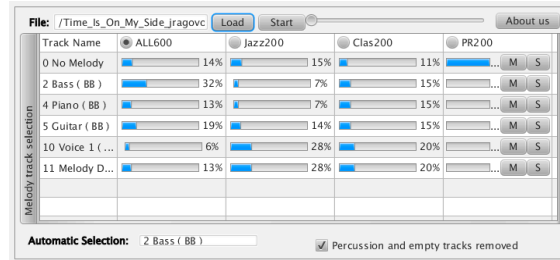 File: /Time_Is_On_My_Side_jragovc Load Start About us
Track Name ALL600 Jazz200 Clas200 PR200
0 No Melody 14% 15% 11% ... M S
2 Bass ( BB ) 32% 7% 15% ... M S
4 Piano ( BB ) 13% 7% 15% ... M S
5 Guitar ( BB ) 19% 14% 15% ... M S
10 Voice 1 ( ... 6% 28% 20% ... M S
11 Melody D... 13% 28% 20% ... M S
Melody track selection
Automatic Selection: 2 Bass ( BB )
Percussion and empty tracks removed